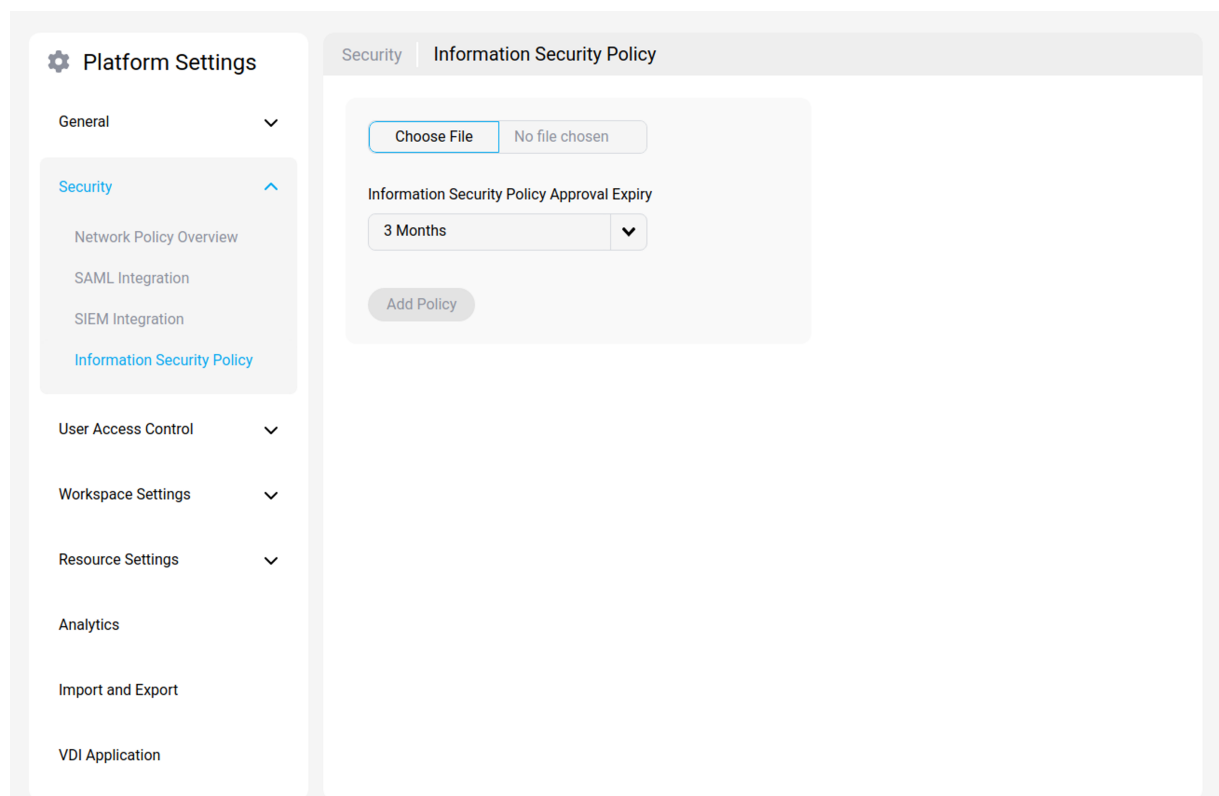 Platform Settings
General
Security
Network Policy Overview
SAML Integration
SIEM Integration
Information Security Policy
User Access Control
Workspace Settings
Resource Settings
Analytics
Import and Export
VDI Application
Security Information Security Policy
Choose File No file chosen
Information Security Policy Approval Expiry
3 Months
Add Policy